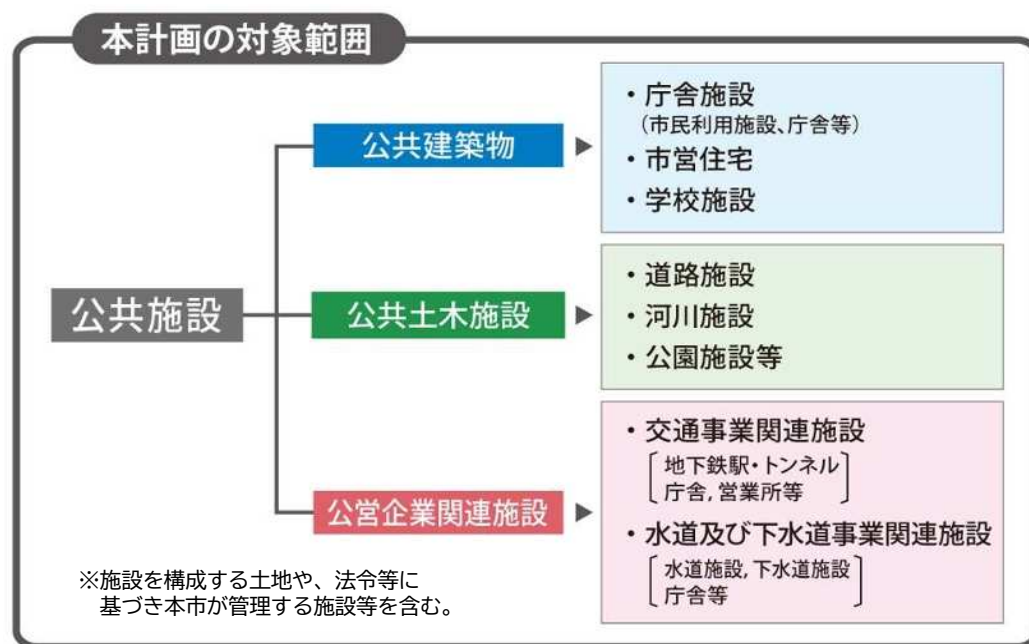 本計画の対象範囲
公共施設
公共建築物
・庁舎施設
（市民利用施設、庁舎等）
・市営住宅
・学校施設
公共土木施設
・道路施設
・河川施設
・公園施設等
公営企業関連施設
・交通事業関連施設
地下鉄駅・トンネル
庁舎,営業所等
・水道及び下水道事業関連施設
水道施設,下水道施設
庁舎等
※施設を構成する土地や、法令等に
基づき本市が管理する施設等を含む。